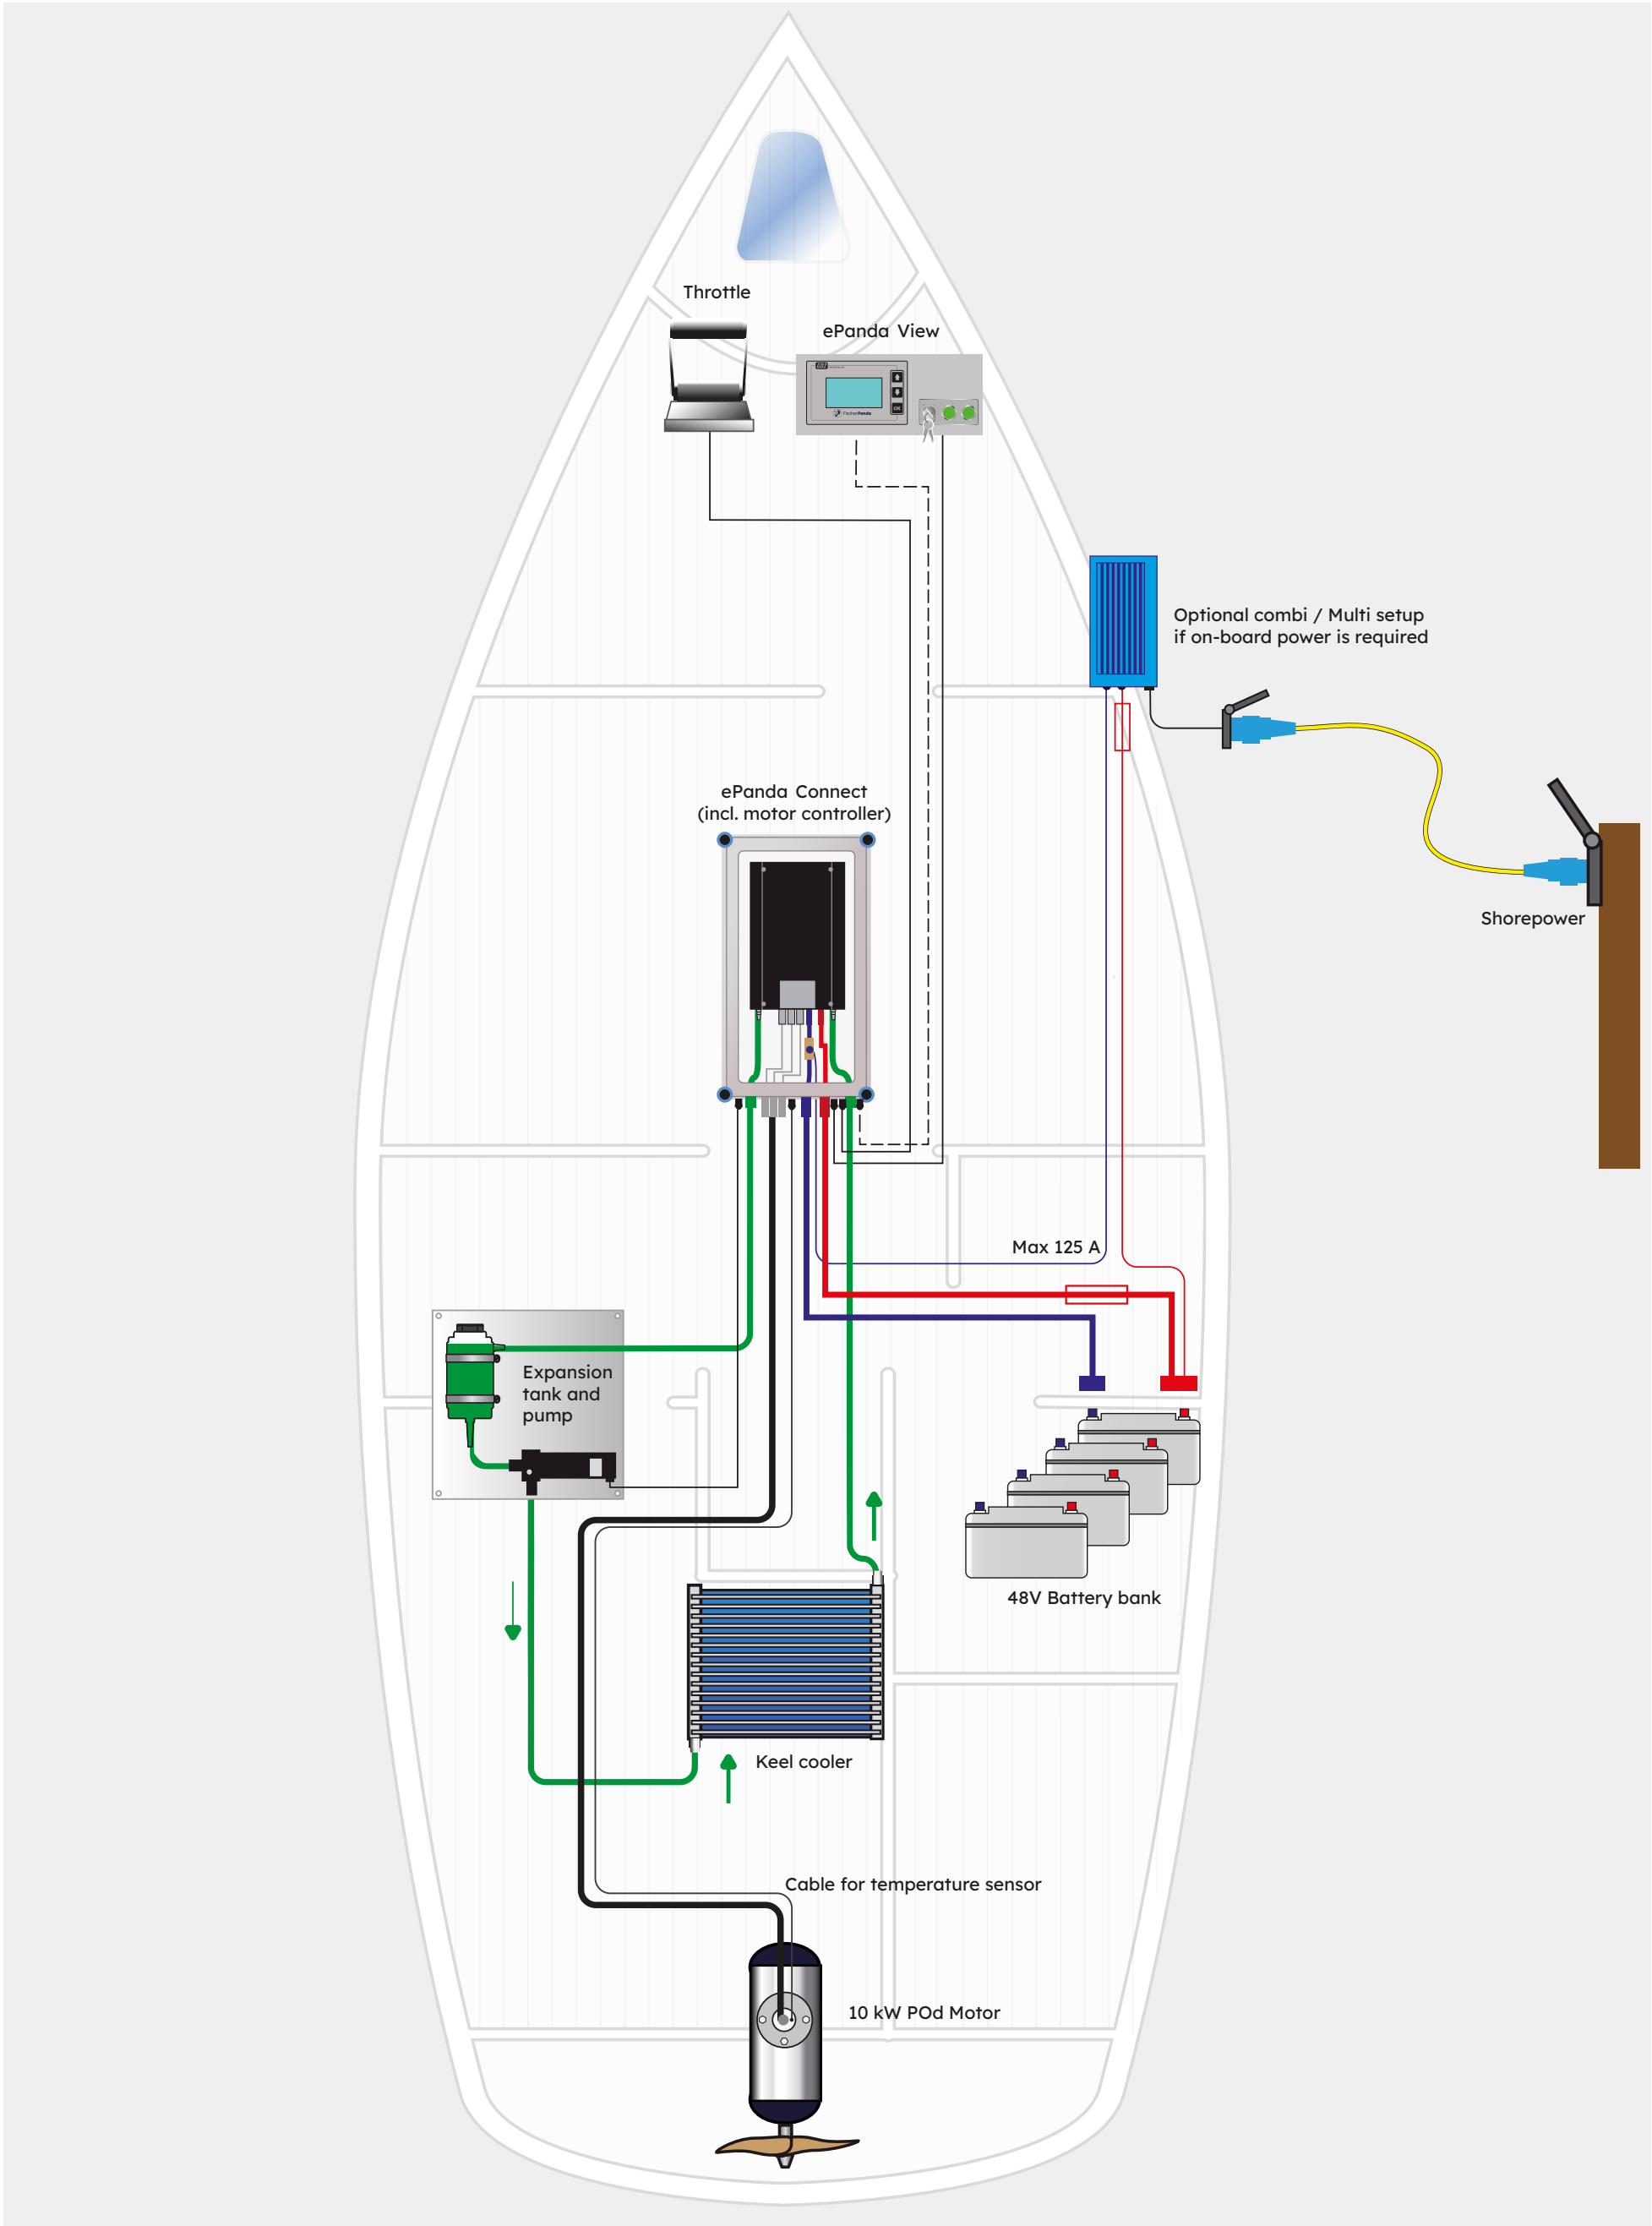 Throttle
ePanda View
FischerPanda
OK
Optional combi / Multi setup
if on-board power is required
ePanda Connect
(incl. motor controller)
Shorepower
Max 125 A
Expansion
tank and
pump
48V Battery bank
Keel cooler
Cable for temperature sensor
10 kW POd Motor